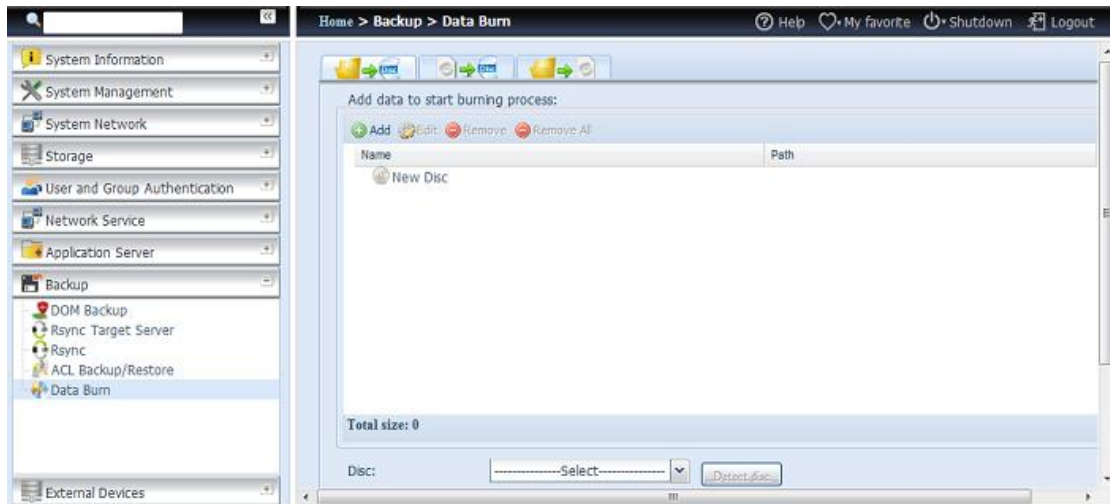 Home > Backup > Data Burn
Help
My favorite
Shutdown
Logout
System Information
System Management
System Network
Storage
User and Group Authentication
Network Service
Application Server
Backup
DOM Backup
Rsync Target Server
Rsync
ACL Backup/Restore
Data Burn
External Devices
Add data to start burning process:
Add Edit Remove Remove All
Name Path
New Disc
Total size: 0
Disc: ---------------Select--------------- Detect disc